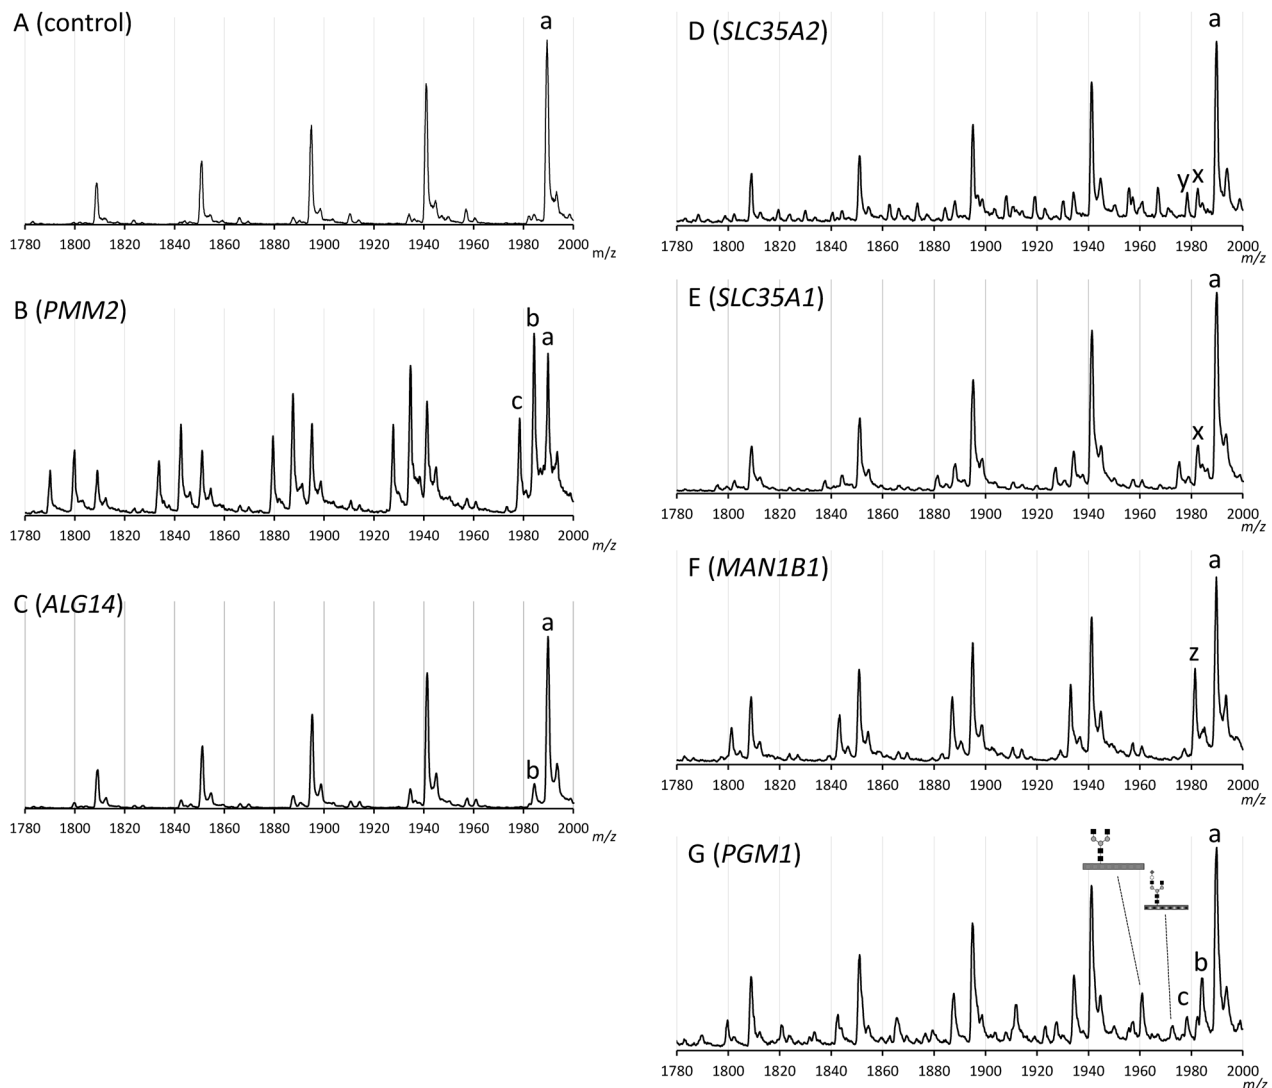 A (control)
a
1780 1800 1820 1840 1860 1880 1900 1920 1940 1960 1980 2000 m/z
B (PMM2)
b
a
c
1780 1800 1820 1840 1860 1880 1900 1920 1940 1960 1980 2000 m/z
C (ALG14)
a
b
1780 1800 1820 1840 1860 1880 1900 1920 1940 1960 1980 2000 m/z
D (SLC35A2)
a
y x
1780 1800 1820 1840 1860 1880 1900 1920 1940 1960 1980 2000
m/z
E (SLC35A1)
a
x
1780 1800 1820 1840 1860 1880 1900 1920 1940 1960 1980 2000
m/z
F (MAN1B1)
a
z
1780 1800 1820 1840 1860 1880 1900 1920 1940 1960 1980 2000
m/z
G (PGM1)
a
b
c
1780 1800 1820 1840 1860 1880 1900 1920 1940 1960 1980 2000
m/z